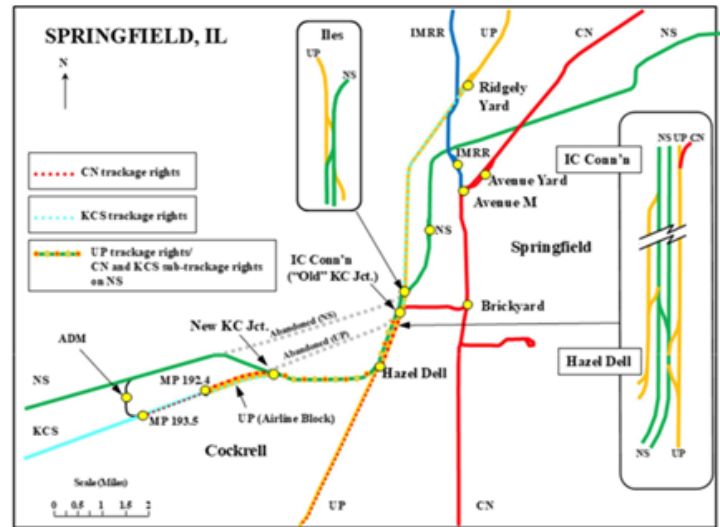 SPRINGFIELD, IL
N
Iles
UP
NS
IMRR
UP
CN
NS
Ridgely
Yard
CN trackage rights
KCS trackage rights
UP trackage rights/
CN and KCS sub-trackage rights
on NS
IMRR
Avenue Yard
Avenue M
NS
Springfield
IC Conn'n
("Old" KC Jct.)
Brickyard
NS UP CN
IC Conn'n
Hazel Dell
NS
UP
Abandoned (NS)
Abandoned (UP)
New KC Jct.
Hazel Dell
ADM
NS
MP 192.4
KCS
MP 193.5
UP (Airline Block)
Cockrell
UP
CN
Scale (Miles)
0 0.5 1 1.5 2